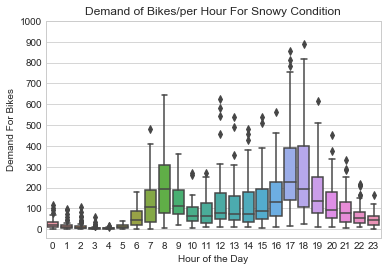 Demand of Bikes/per Hour For Snowy Condition
1000
900
800
700
600
500
400
300
200
100
0
Demand For Bikes
0 1 2 3 4 5 6 7 8 9 10 11 12 13 14 15 16 17 18 19 20 21 22 23
Hour of the Day